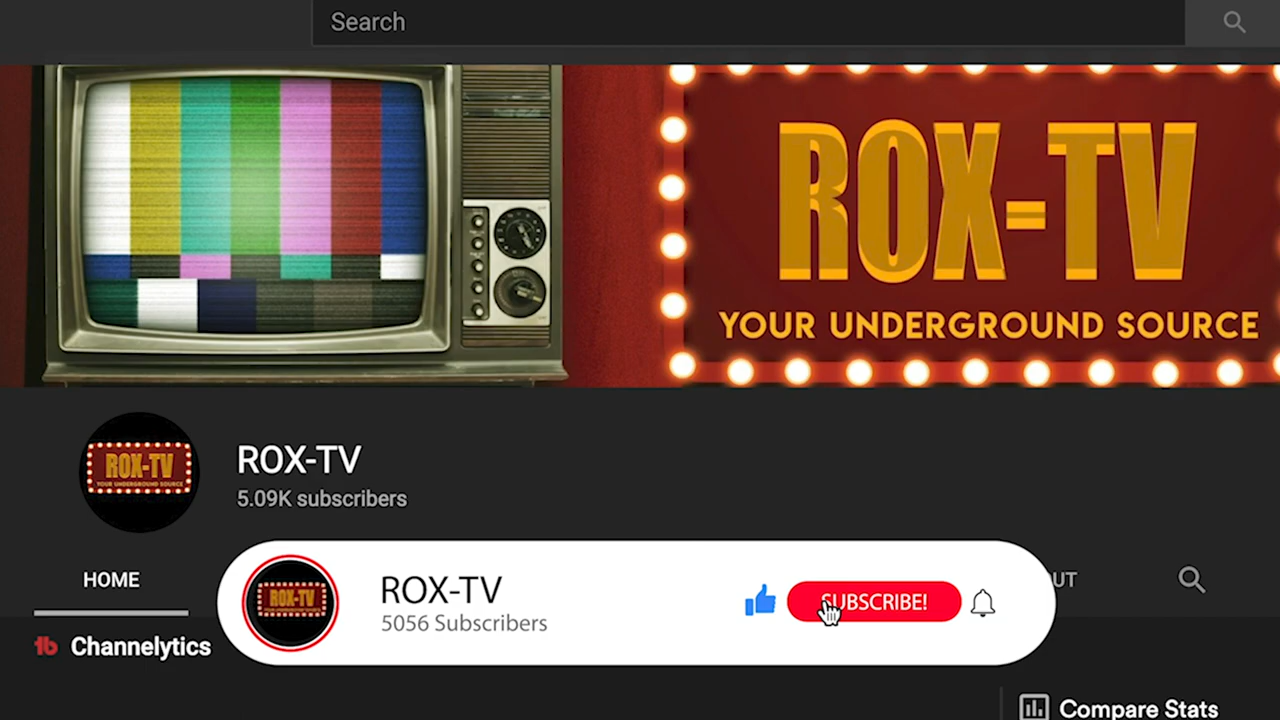 Search
ROX-TV
YOUR UNDERGROUND SOURCE
ROX-TV
YOUR UNDERGROUND SOURCE
ROX-TV
5.09K subscribers
HOME
UT
ROX-TV
ROX-TV
5056 Subscribers
SUBSCRIBE!
tb Channelytics
Compare Stats